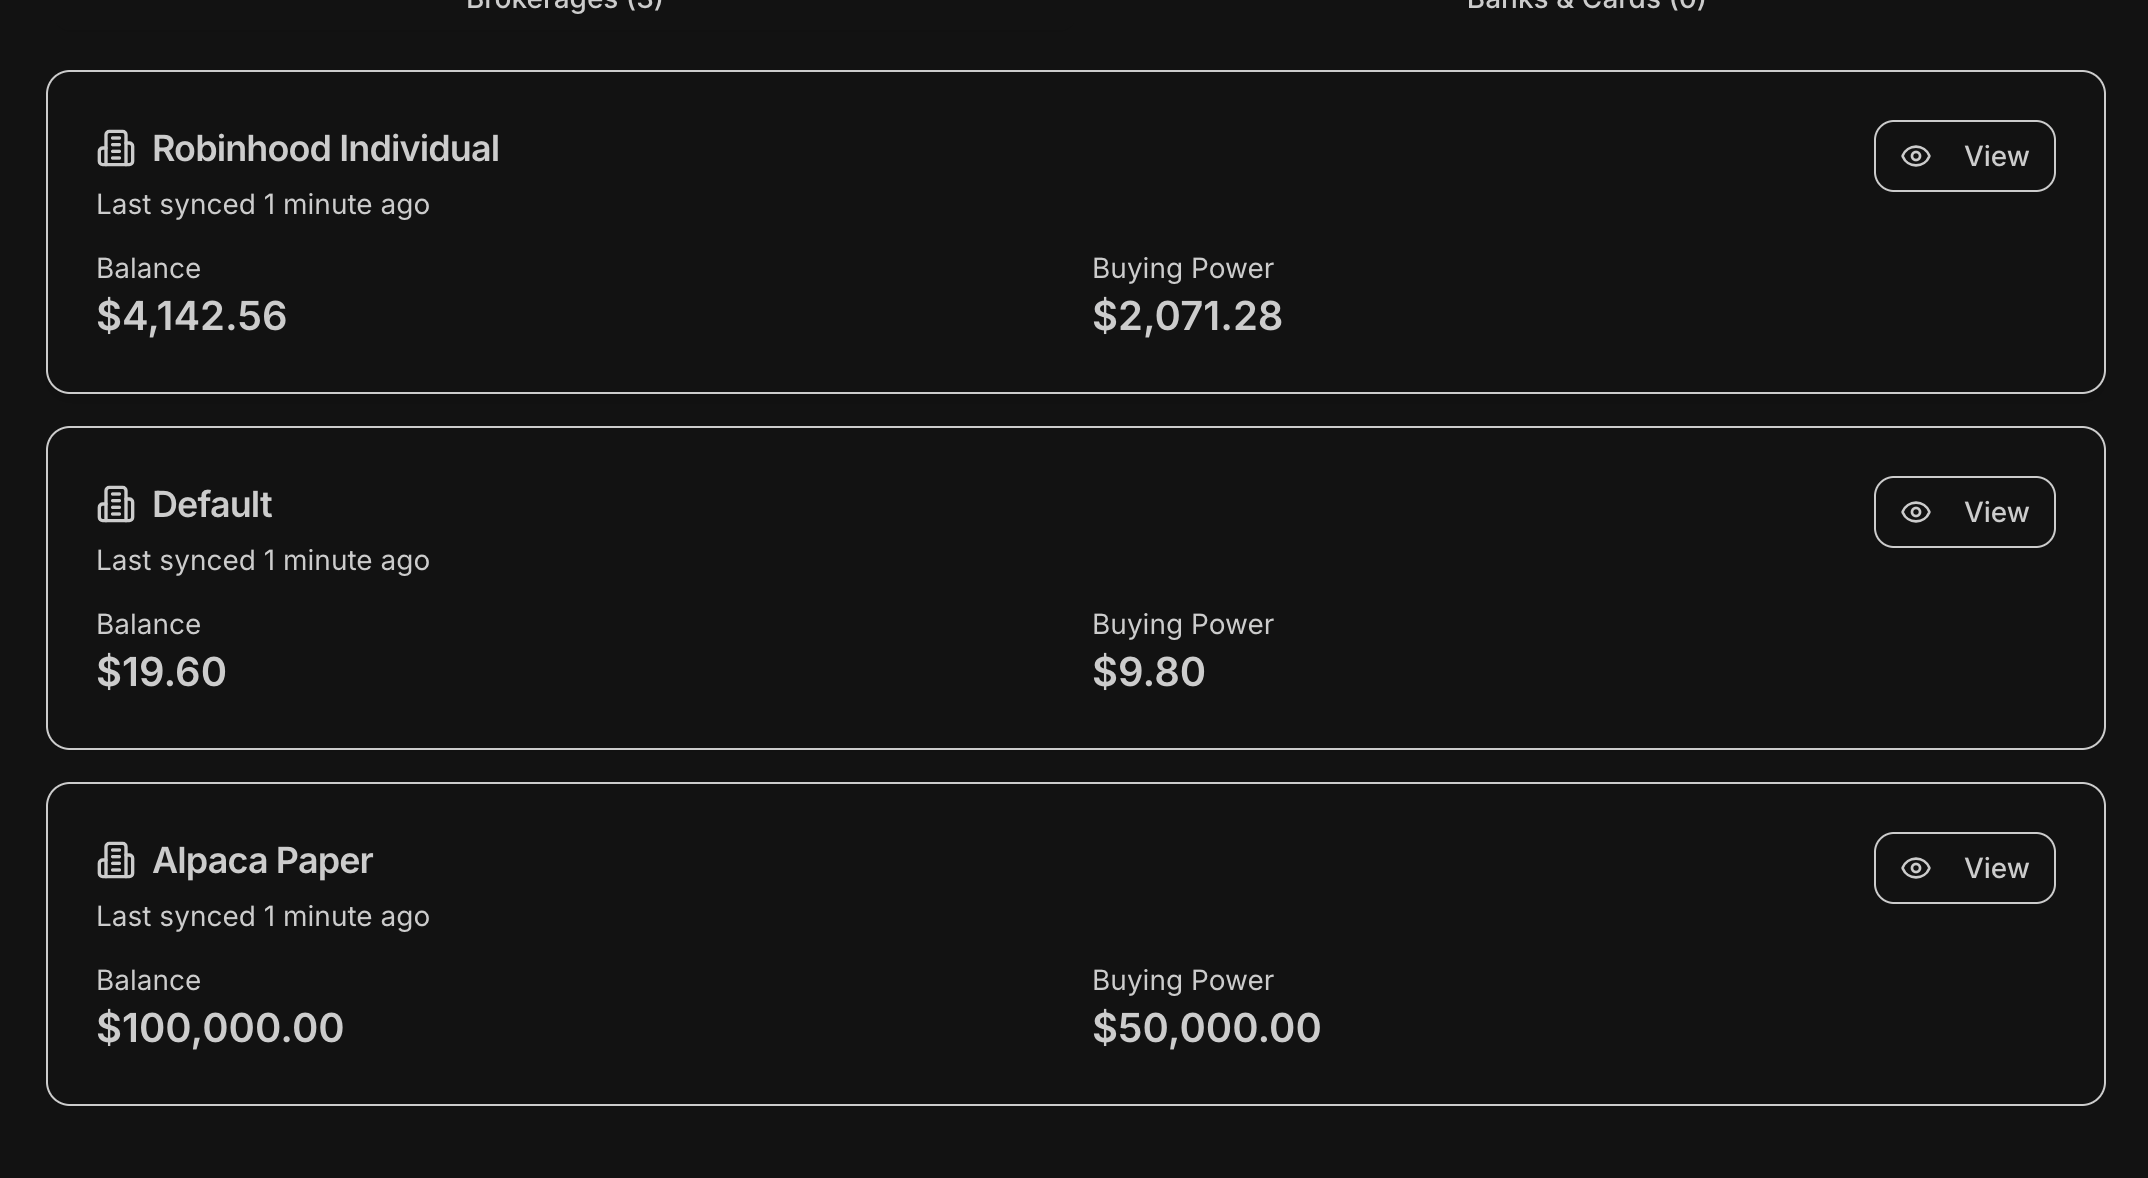 Brokerages (3) Banks & Cards (0)
Robinhood Individual
View
Last synced 1 minute ago
Balance Buying Power
$4,142.56 $2,071.28
Default
View
Last synced 1 minute ago
Balance Buying Power
$19.60 $9.80
Alpaca Paper
View
Last synced 1 minute ago
Balance Buying Power
$100,000.00 $50,000.00